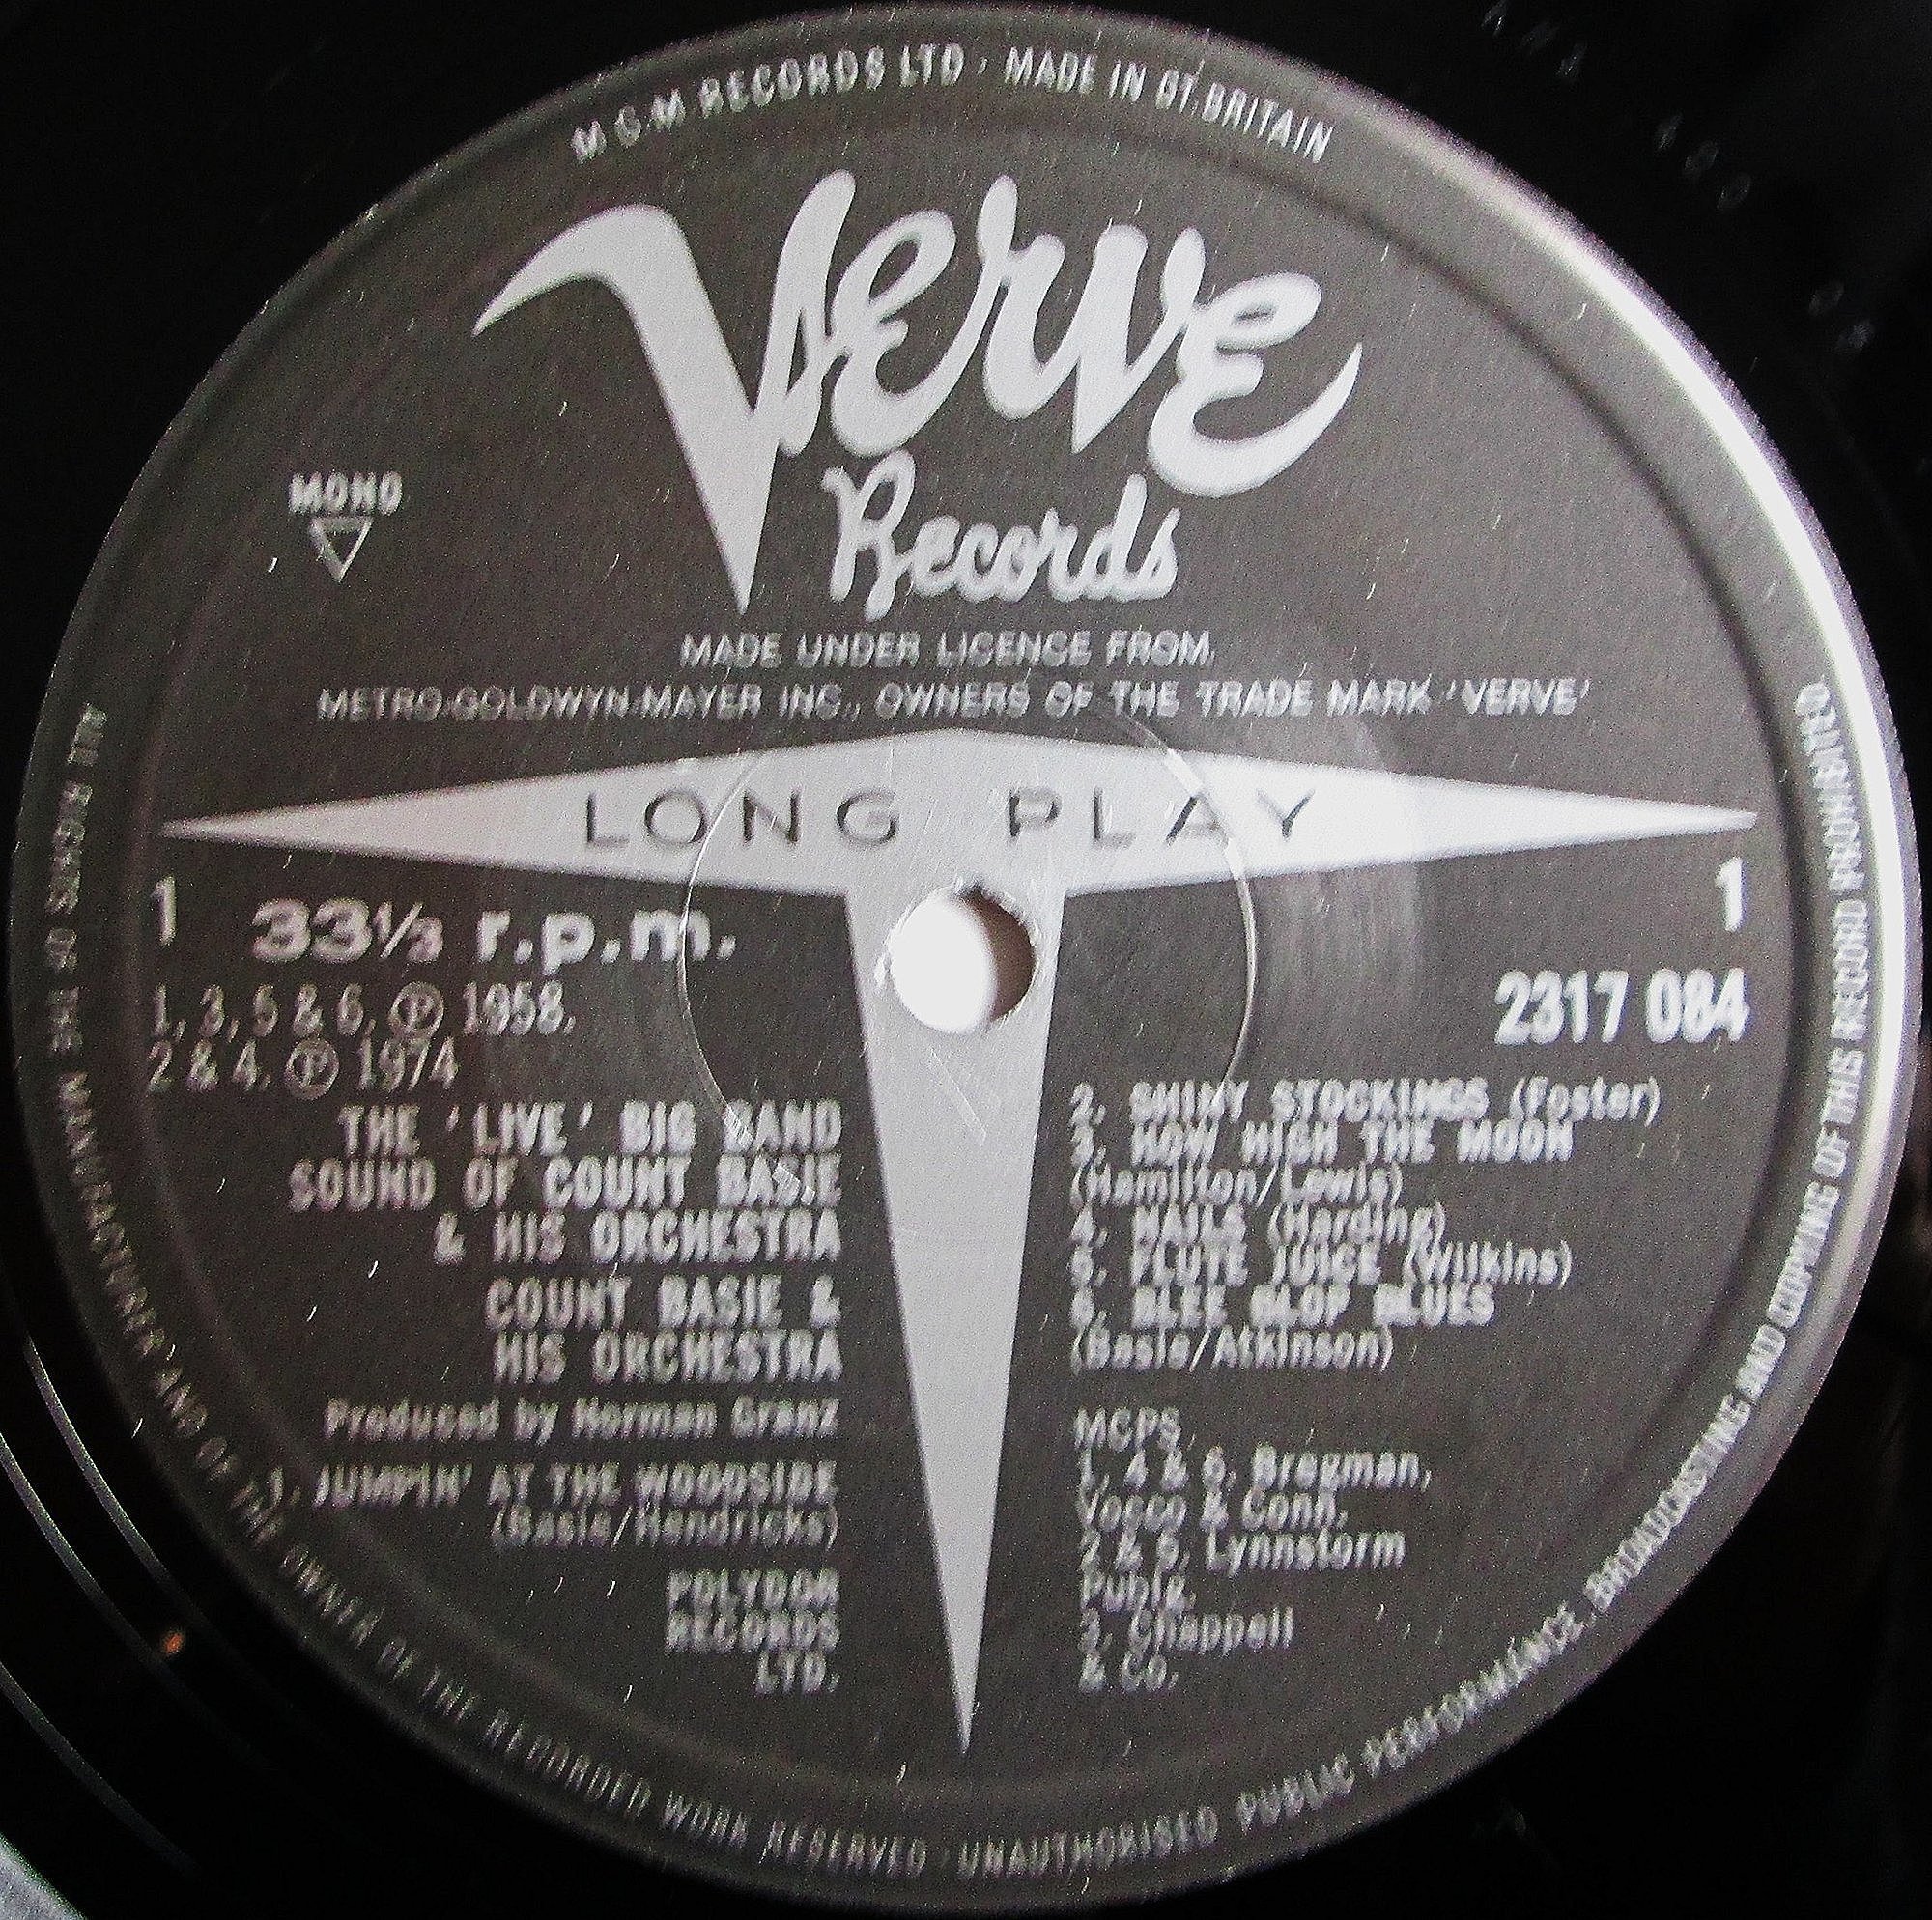 M G M RECORDS LTD · MADE IN GT. BRITAIN
Verve
Records
MONO
MADE UNDER LICENCE FROM
METRO-GOLDWYN-MAYER INC., OWNERS OF THE TRADE MARK 'VERVE'
LONG PLAY
1 33⅓ r.p.m.
1
1, 3, 5 & 6, ℗ 1958,
2 & 4, ℗ 1974
2317 084
THE 'LIVE' BIG BAND
SOUND OF COUNT BASIE
& HIS ORCHESTRA
COUNT BASIE &
HIS ORCHESTRA
Produced by Norman Granz
1. JUMPIN' AT THE WOODSIDE
(Basie/Hendricks)
POLYDOR
RECORDS
LTD.
2. SHINY STOCKINGS (Foster)
3. HOW HIGH THE MOON
(Hamilton/Lewis)
4. NAILS (Harding)
5. FLUTE JUICE (Wilkins)
6. BLEE BLOP BLUES
(Basie/Atkinson)
MCPS,
1, 4 & 6, Bregman,
Vocco & Conn,
2 & 5, Lynnstorm
Publg.
3, Chappell
& Co.
ALL RIGHTS OF THE MANUFACTURER AND OF THE OWNER OF THE RECORDED WORK RESERVED · UNAUTHORISED PUBLIC PERFORMANCE, BROADCASTING AND COPYING OF THIS RECORD PROHIBITED